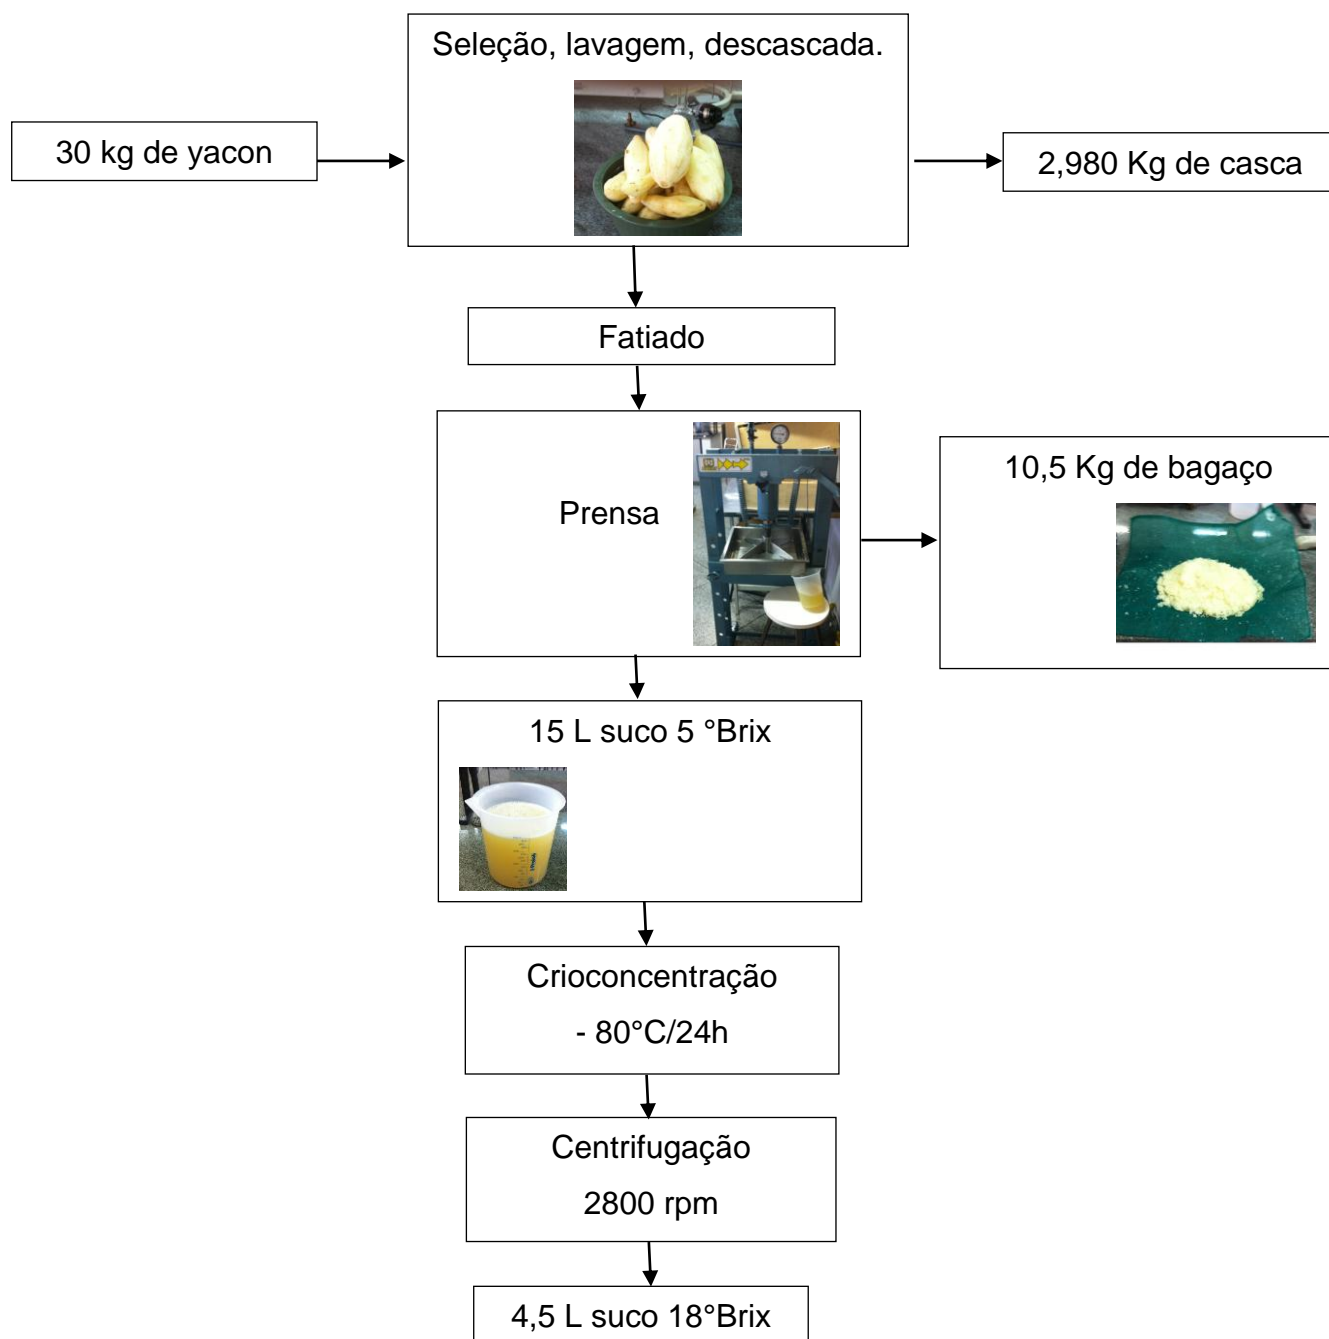 Seleção, lavagem, descascada.
30 kg de yacon
2,980 Kg de casca
Fatiado
Prensa
10,5 Kg de bagaço
15 L suco 5 °Brix
Crioconcentração
- 80°C/24h
Centrifugação
2800 rpm
4,5 L suco 18°Brix